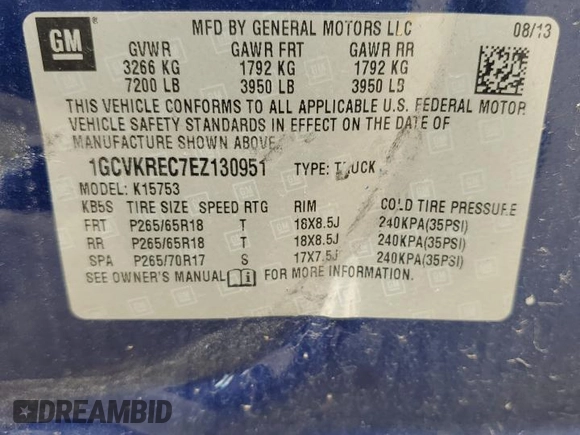 GM
MFD BY GENERAL MOTORS LLC 08/13
GVWR GAWR FRT GAWR RR
3266 KG 1792 KG 1792 KG
7200 LB 3950 LB 3950 LB
THIS VEHICLE CONFORMS TO ALL APPLICABLE U.S. FEDERAL MOTOR
VEHICLE SAFETY STANDARDS IN EFFECT ON THE DATE OF
MANUFACTURE SHOWN ABOVE.
1GCVKREC7EZ130951 TYPE: TRUCK
MODEL: K15753
KB5S TIRE SIZE SPEED RTG RIM COLD TIRE PRESSURE
FRT P265/65R18 T 18X8.5J 240KPA(35PSI)
RR P265/65R18 T 18X8.5J 240KPA(35PSI)
SPA P265/70R17 S 17X7.5J 240KPA(35PSI)
SEE OWNER'S MANUAL FOR MORE INFORMATION.
DREAMBID